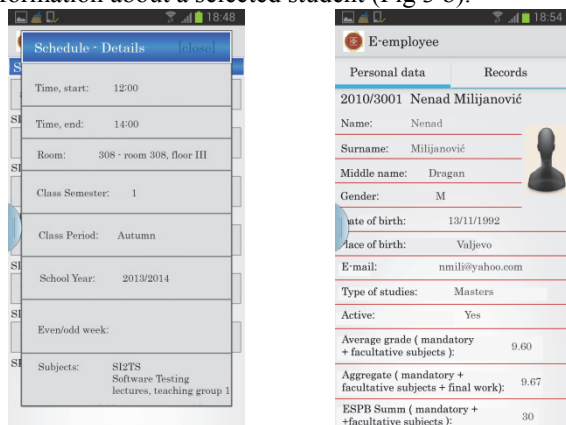 formation about a selected student (Fig 3-b).
18:48
Schedule - Details [close]
Time, start: 12:00
Time, end: 14:00
Room: 308 - room 308, floor III
Class Semester: 1
Class Period: Autumn
School Year: 2013/2014
Even/odd week:
Subjects: SI2TS
Software Testing
lectures, teaching group 1
18:54
E-employee
Personal data Records
2010/3001 Nenad Milijanović
Name: Nenad
Surname: Milijanović
Middle name: Dragan
Gender: M
ate of birth: 13/11/1992
lace of birth: Valjevo
E-mail: nmili@yahoo.com
Type of studies: Masters
Active: Yes
Average grade ( mandatory
+ facultative subjects ): 9.60
Aggregate ( mandatory +
facultative subjects + final work): 9.67
ESPB Summ ( mandatory +
+facultative subjects ): 30